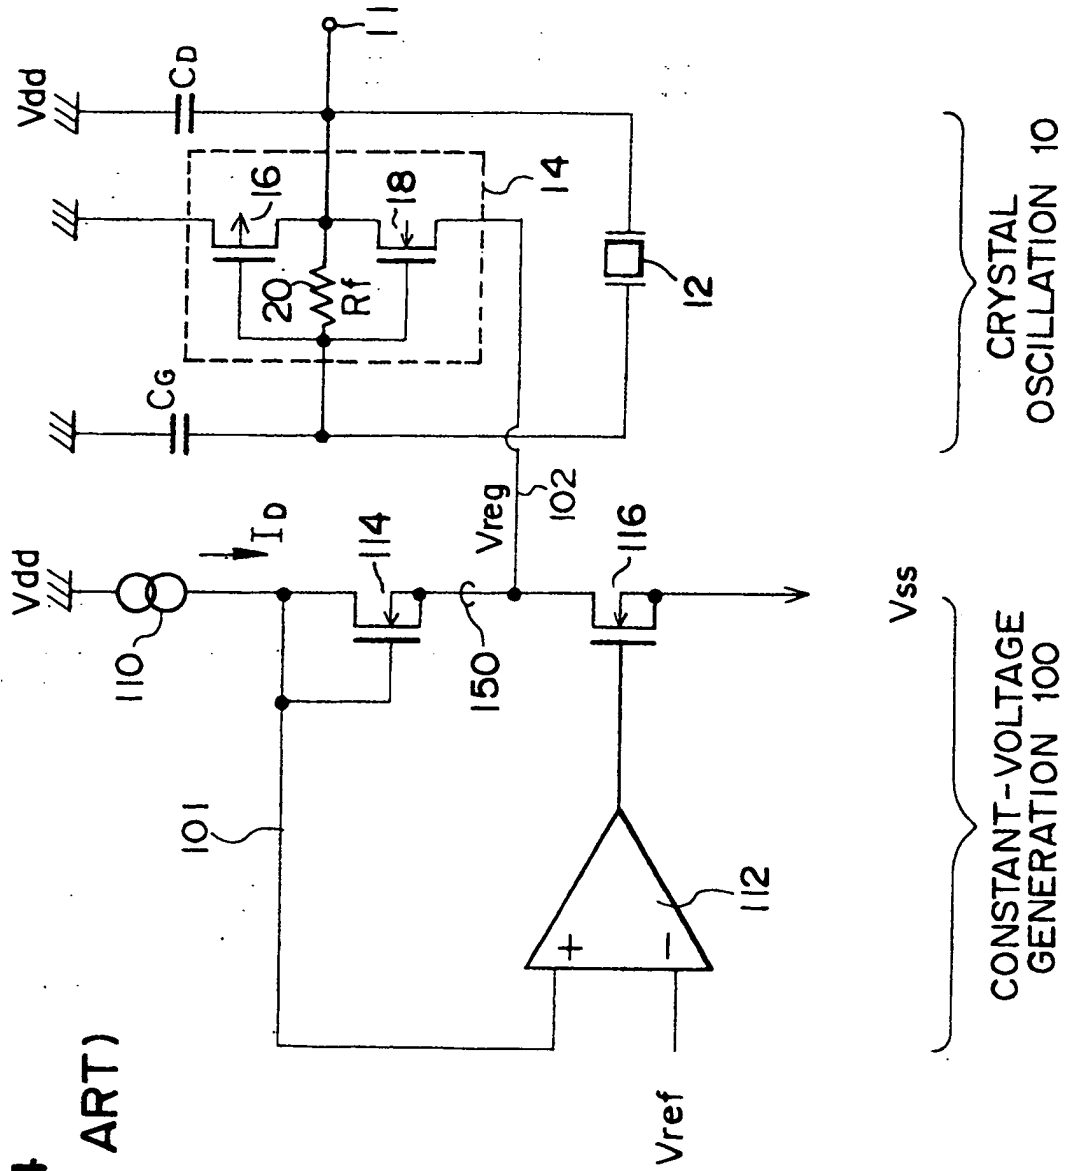 ART)
Vdd
Vdd
110
ID
101
114
150
Vreg
102
116
Vref
+
−
112
Vss
CG
CD
16
18
20
Rf
14
11
12
CONSTANT-VOLTAGE
GENERATION 100
CRYSTAL
OSCILLATION 10